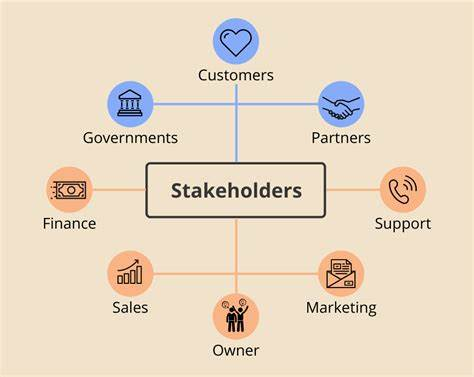 Customers
Governments
Partners
Stakeholders
Finance
Support
Sales
Marketing
Owner